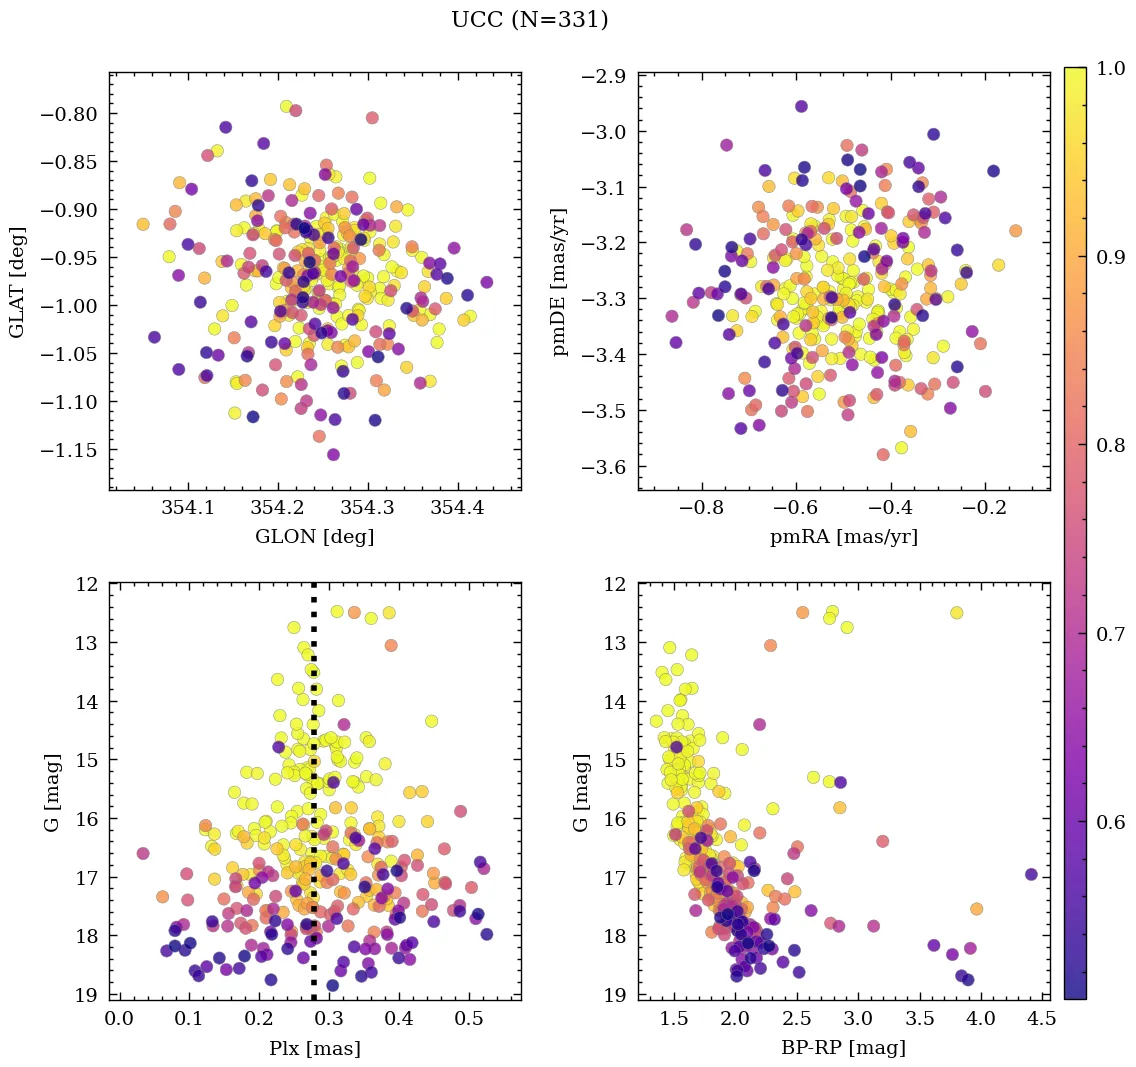 UCC (N=331)
−0.80
−0.85
−0.90
−0.95
−1.00
−1.05
−1.10
−1.15
GLAT [deg]
354.1 354.2 354.3 354.4
GLON [deg]
−2.9
−3.0
−3.1
−3.2
−3.3
−3.4
−3.5
−3.6
pmDE [mas/yr]
−0.8 −0.6 −0.4 −0.2
pmRA [mas/yr]
12
13
14
15
16
17
18
19
G [mag]
0.0 0.1 0.2 0.3 0.4 0.5
Plx [mas]
12
13
14
15
16
17
18
19
G [mag]
1.5 2.0 2.5 3.0 3.5 4.0 4.5
BP-RP [mag]
1.0
0.9
0.8
0.7
0.6